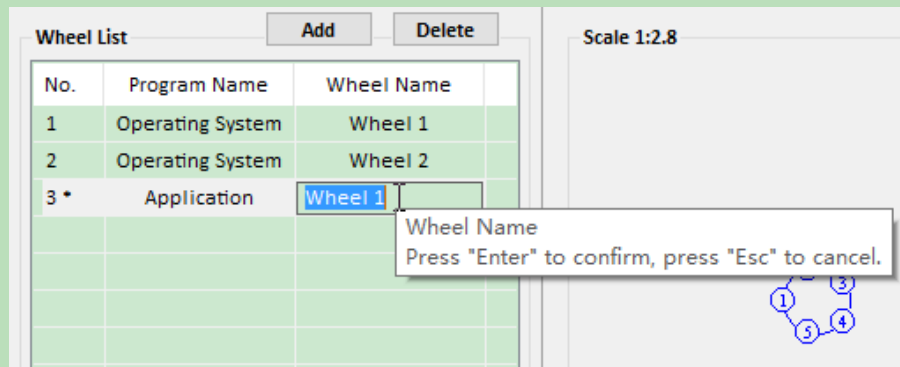 Wheel List Add Delete
No. Program Name Wheel Name
1 Operating System Wheel 1
2 Operating System Wheel 2
3 * Application Wheel 1
Wheel Name
Press "Enter" to confirm, press "Esc" to cancel.
Scale 1:2.8
3
1
4
5